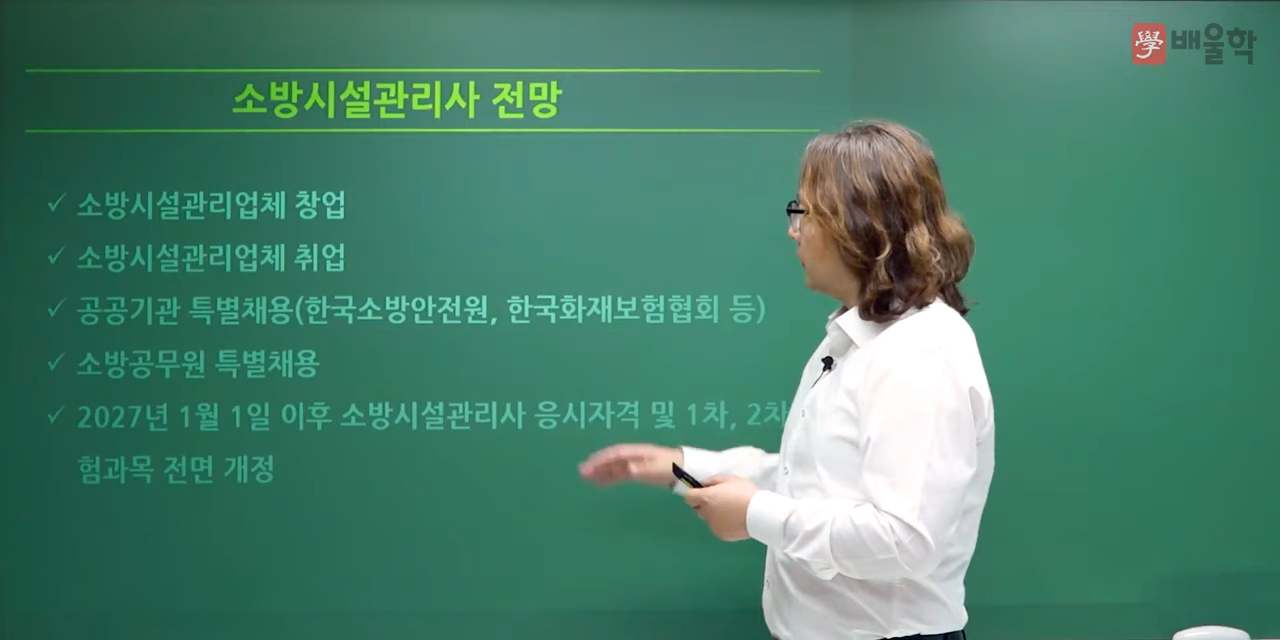 學 배울학
소방시설관리사 전망
✓ 소방시설관리업체 창업
✓ 소방시설관리업체 취업
✓ 공공기관 특별채용(한국소방안전원, 한국화재보험협회 등)
✓ 소방공무원 특별채용
✓ 2027년 1월 1일 이후 소방시설관리사 응시자격 및 1차, 2차
험과목 전면 개정